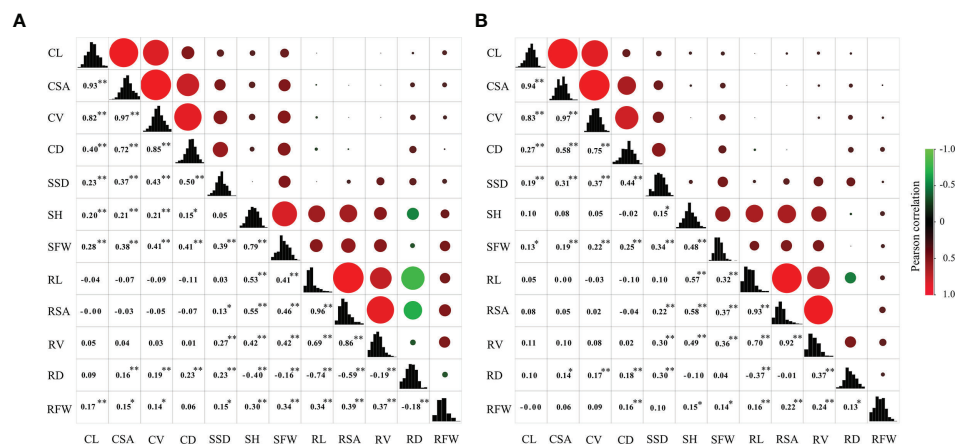 A
CL
CSA 0.93**
CV 0.82** 0.97**
CD 0.40** 0.72** 0.85**
SSD 0.23** 0.37** 0.43** 0.50**
SH 0.20** 0.21** 0.21** 0.15* 0.05
SFW 0.28** 0.38** 0.41** 0.41** 0.39** 0.79**
RL -0.04 -0.07 -0.09 -0.11 0.03 0.53** 0.41**
RSA -0.00 -0.03 -0.05 -0.07 0.13* 0.55** 0.46** 0.96**
RV 0.05 0.04 0.03 0.01 0.27** 0.42** 0.42** 0.69** 0.86**
RD 0.09 0.16** 0.19** 0.23** 0.23** -0.40** -0.16** -0.74** -0.59** -0.19**
RFW 0.17** 0.15* 0.14* 0.06 0.15* 0.30** 0.34** 0.34** 0.39** 0.37** -0.18**
CL CSA CV CD SSD SH SFW RL RSA RV RD RFW
B
CL
CSA 0.94**
CV 0.83** 0.97**
CD 0.27** 0.58** 0.75**
SSD 0.19** 0.31** 0.37** 0.44**
SH 0.10 0.08 0.05 -0.02 0.15*
SFW 0.13* 0.19** 0.22** 0.25** 0.34** 0.48**
RL 0.05 0.00 -0.03 -0.10 0.10 0.57** 0.32**
RSA 0.08 0.05 0.02 -0.04 0.22** 0.58** 0.37** 0.93**
RV 0.11 0.10 0.08 0.02 0.30** 0.49** 0.36** 0.70** 0.92**
RD 0.10 0.14* 0.17** 0.18** 0.30** -0.10 0.04 -0.37** -0.01 0.37**
RFW -0.00 0.06 0.09 0.16** 0.10 0.15* 0.14* 0.16** 0.22** 0.24** 0.13*
CL CSA CV CD SSD SH SFW RL RSA RV RD RFW
-1.0
0.5
0
0.5
1.0
Pearson correlation